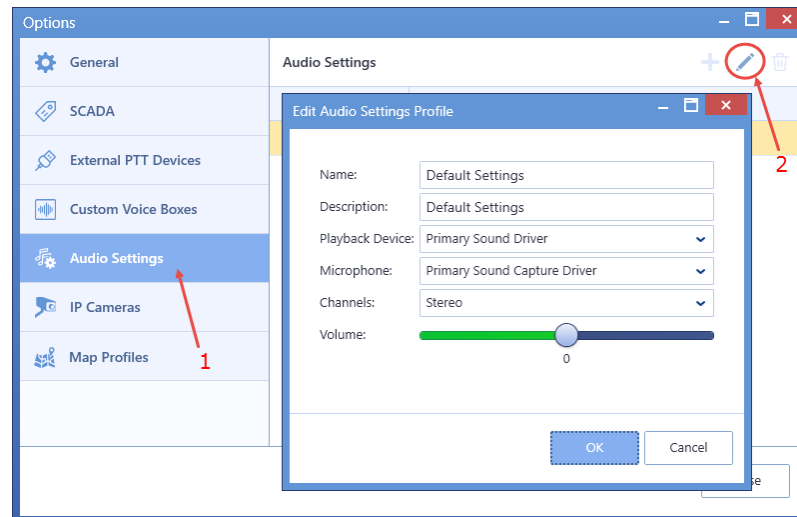 Options
General
SCADA
External PTT Devices
Custom Voice Boxes
Audio Settings
IP Cameras
Map Profiles
1
Audio Settings
2
Edit Audio Settings Profile
Name: Default Settings
Description: Default Settings
Playback Device: Primary Sound Driver
Microphone: Primary Sound Capture Driver
Channels: Stereo
Volume:
0
OK Cancel